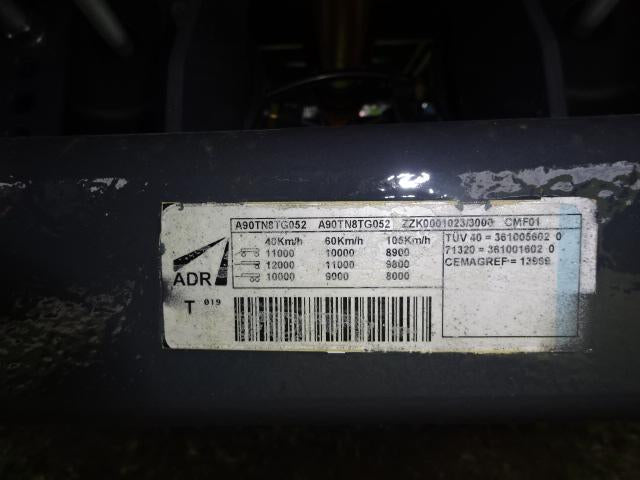 A90TN8TG052 A90TN8TG052 ZZK0001023/3000 CMF01
40Km/h 60Km/h 105Km/h
11000 10000 8900
12000 11000 9800
10000 9000 8000
TÜV 40 = 361005602 0
71320 = 361001602 0
CEMAGREF = 13969
ADR
T 019